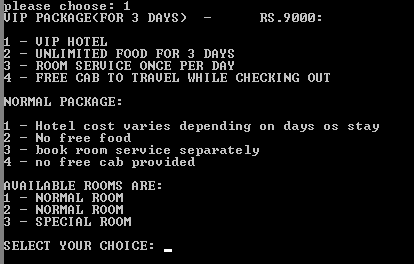 please choose: 1
VIP PACKAGE(FOR 3 DAYS)  -      RS.9000:
1 - VIP HOTEL
2 - UNLIMITED FOOD FOR 3 DAYS
3 - ROOM SERVICE ONCE PER DAY
4 - FREE CAB TO TRAVEL WHILE CHECKING OUT
NORMAL PACKAGE:
1 - Hotel cost varies depending on days os stay
2 - No free food
3 - book room service separately
4 - no free cab provided
AVAILABLE ROOMS ARE:
1 - NORMAL ROOM
2 - NORMAL ROOM
3 - SPECIAL ROOM
SELECT YOUR CHOICE: _